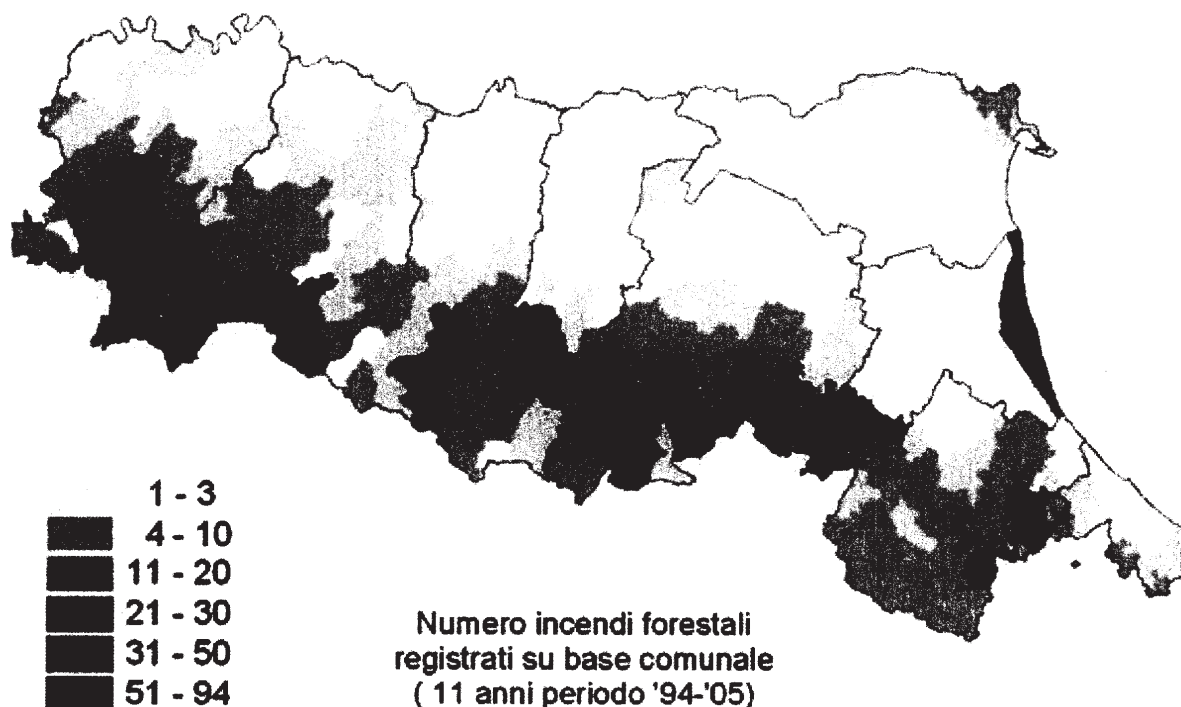 1 - 3
4 - 10
11 - 20
21 - 30
31 - 50
51 - 94
Numero incendi forestali
registrati su base comunale
( 11 anni periodo '94-'05)